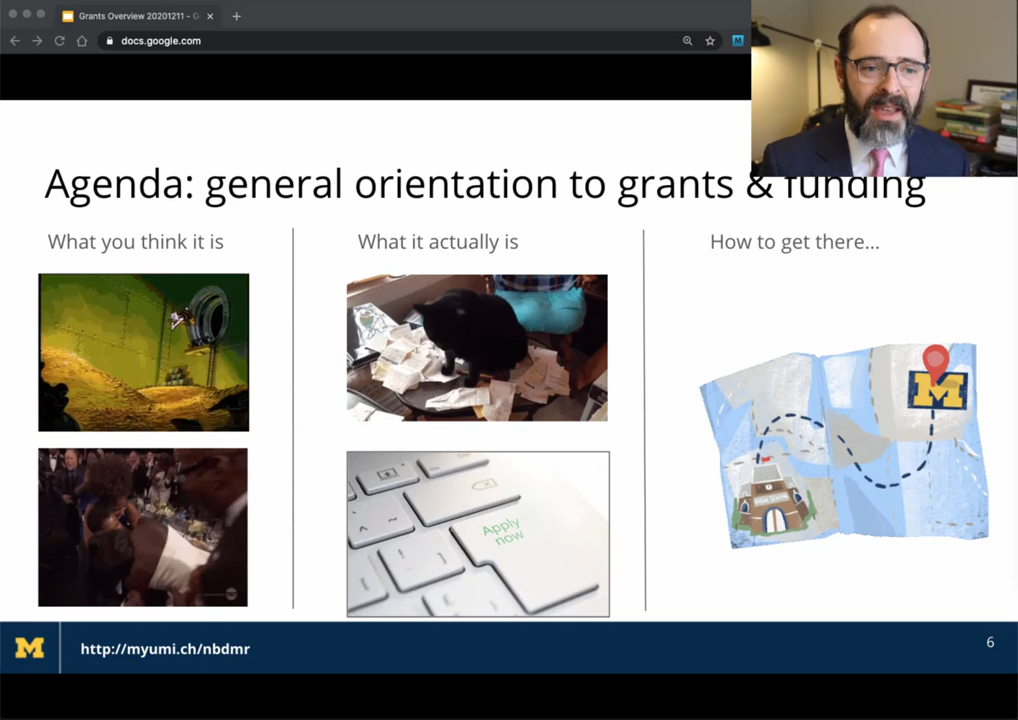 Grants Overview 20201211 - G
docs.google.com
M
Agenda: general orientation to grants & funding
What you think it is
What it actually is
How to get there...
M
Apply
now
TNT
M
http://myumi.ch/nbdmr
6